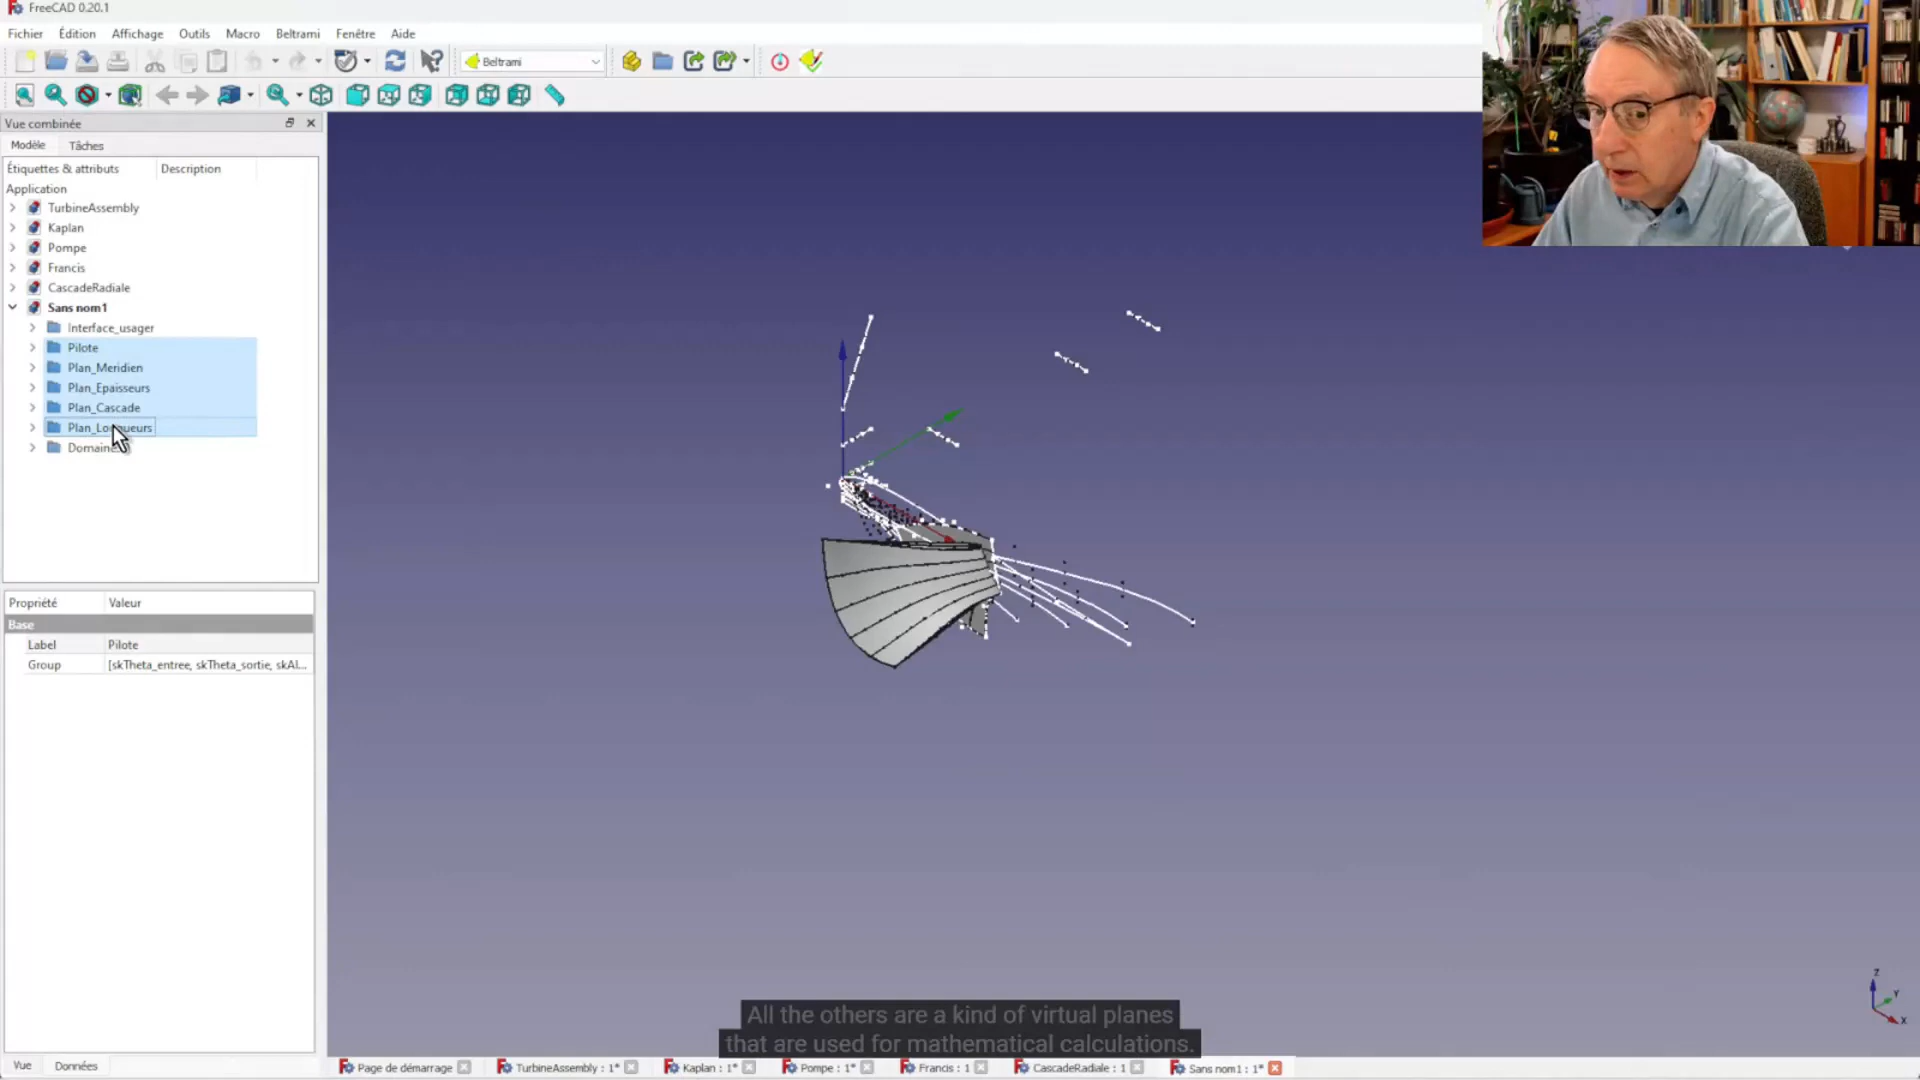 FreeCAD 0.20.1
Fichier Édition Affichage Outils Macro Beltrami Fenêtre Aide
Beltrami
Vue combinée
Modèle Tâches
Étiquettes & attributs Description
Application
TurbineAssembly
Kaplan
Pompe
Francis
CascadeRadiale
Sans nom1
Interface_usager
Pilote
Plan_Meridien
Plan_Epaisseurs
Plan_Cascade
Plan_Longueurs
Domaine
Propriété Valeur
Base
Label Pilote
Group [skTheta_entree, skTheta_sortie, skAl...
Z
Y
X
All the others are a kind of virtual planes
that are used for mathematical calculations.
Vue Données
Page de démarrage TurbineAssembly : 1* Kaplan : 1* Pompe : 1* Francis : 1 CascadeRadiale : 1 Sans nom1 : 1*